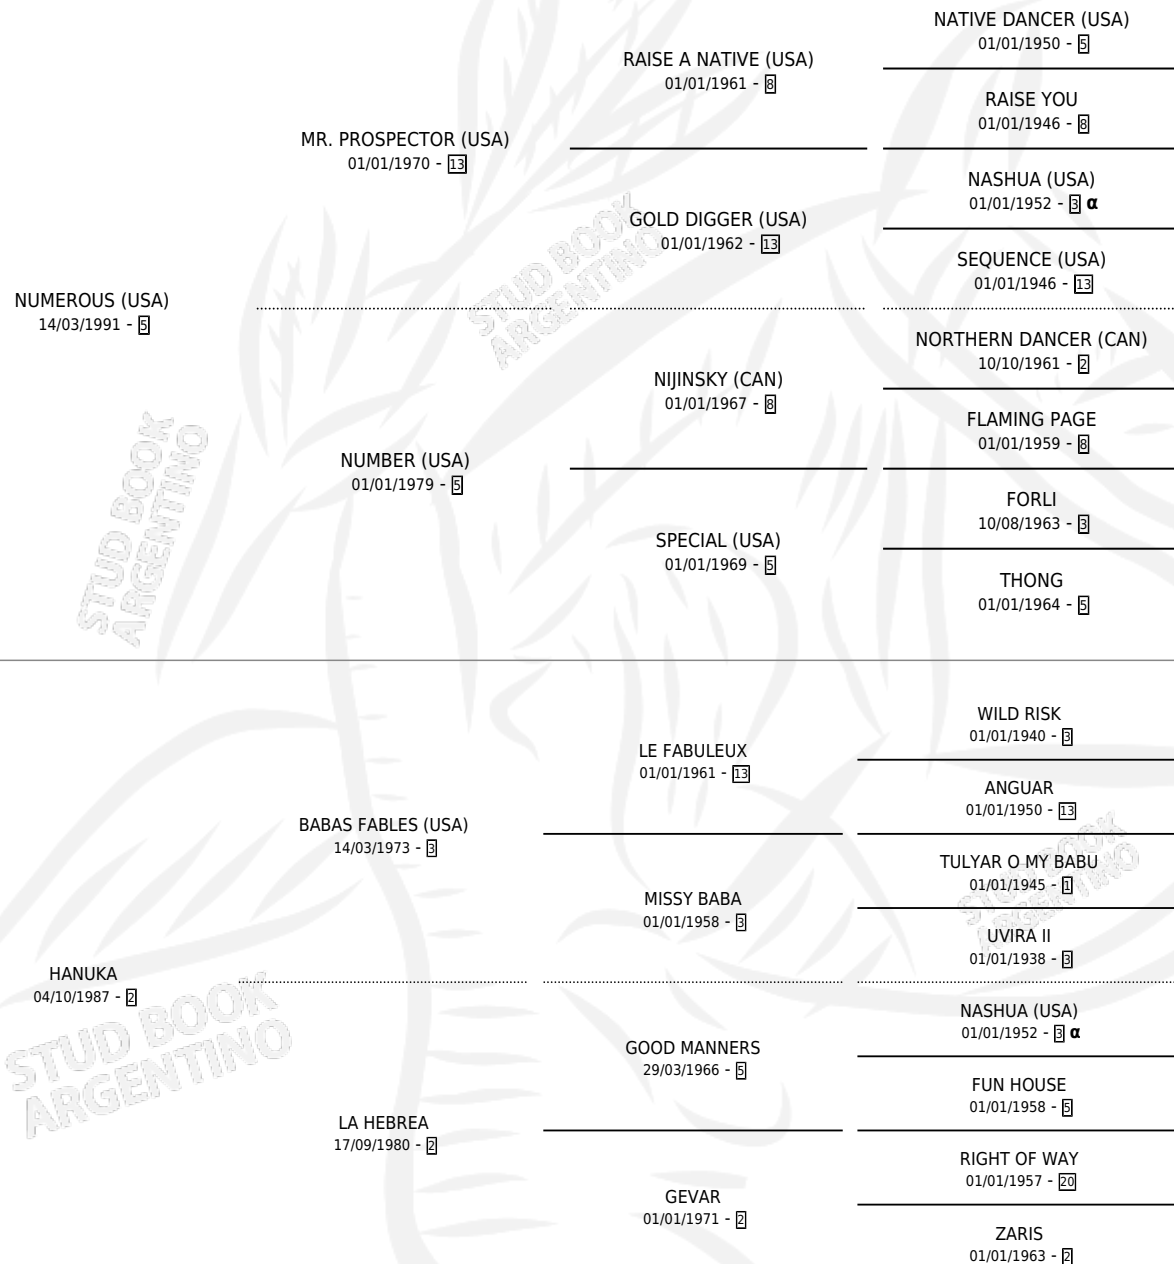 NATIVE DANCER (USA)
01/01/1950 - 5
RAISE A NATIVE (USA)
01/01/1961 - 8
RAISE YOU
01/01/1946 - 8
MR. PROSPECTOR (USA)
01/01/1970 - 13
NASHUA (USA)
01/01/1952 - 3 α
GOLD DIGGER (USA)
01/01/1962 - 13
SEQUENCE (USA)
01/01/1946 - 13
NUMEROUS (USA)
14/03/1991 - 5
NORTHERN DANCER (CAN)
10/10/1961 - 2
NIJINSKY (CAN)
01/01/1967 - 8
FLAMING PAGE
01/01/1959 - 8
NUMBER (USA)
01/01/1979 - 5
FORLI
10/08/1963 - 3
SPECIAL (USA)
01/01/1969 - 5
THONG
01/01/1964 - 5
WILD RISK
01/01/1940 - 3
LE FABULEUX
01/01/1961 - 13
ANGUAR
01/01/1950 - 13
BABAS FABLES (USA)
14/03/1973 - 3
TULYAR O MY BABU
01/01/1945 - 1
MISSY BABA
01/01/1958 - 3
UVIRA II
01/01/1938 - 3
HANUKA
04/10/1987 - 2
NASHUA (USA)
01/01/1952 - 3 α
GOOD MANNERS
29/03/1966 - 5
FUN HOUSE
01/01/1958 - 5
LA HEBREA
17/09/1980 - 2
RIGHT OF WAY
01/01/1957 - 20
GEVAR
01/01/1971 - 2
ZARIS
01/01/1963 - 2
STUD BOOK
ARGENTINO
STUD BOOK
ARGENTINO
STUD BOOK
ARGENTINO
STUD BOOK
ARGENTINO